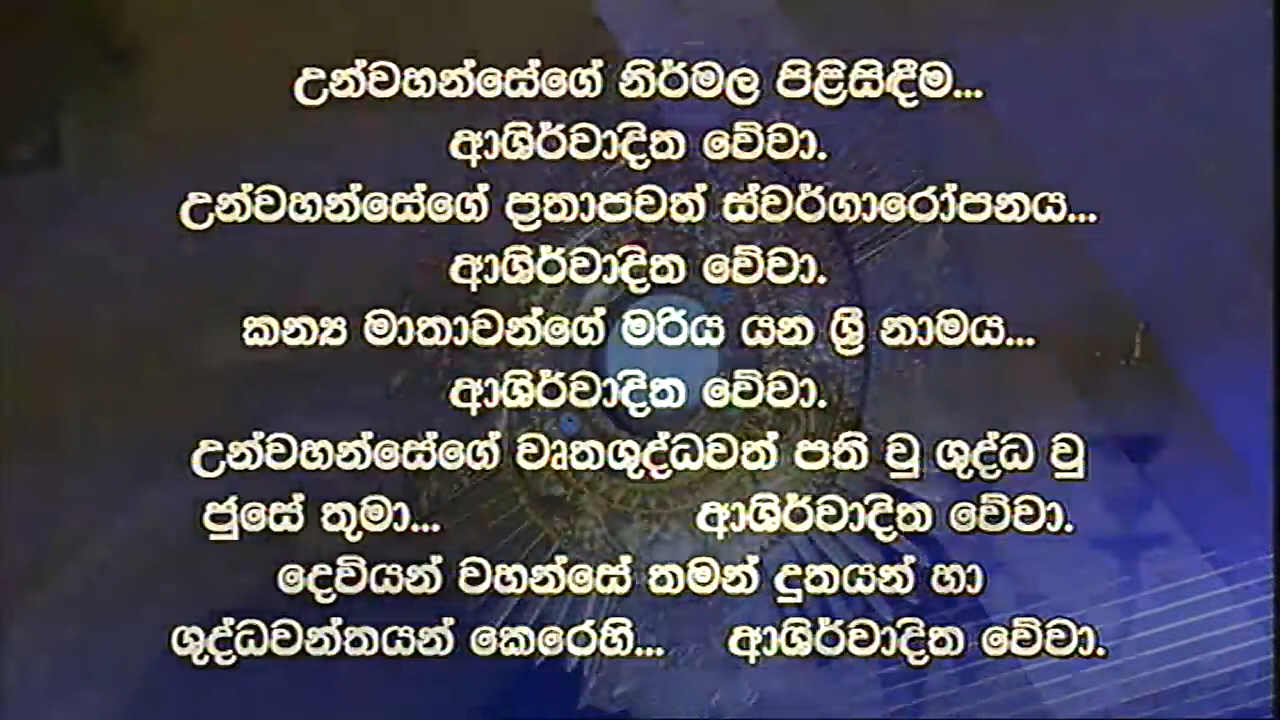 උන්වහන්සේගේ නිර්මල පිළිසිඳීම...
ආශිර්වාදිත වේවා.
උන්වහන්සේගේ ප්‍රතාපවත් ස්වර්ගාරෝපනය...
ආශිර්වාදිත වේවා.
කන්‍ය මාතාවන්ගේ මරිය යන ශ්‍රී නාමය...
ආශිර්වාදිත වේවා.
උන්වහන්සේගේ වෘතශුද්ධවත් පති වූ ශුද්ධ වූ
ජුසේ තුමා... ආශිර්වාදිත වේවා.
දෙවියන් වහන්සේ තමන් දූතයන් හා
ශුද්ධවන්තයන් කෙරෙහි... ආශිර්වාදිත වේවා.